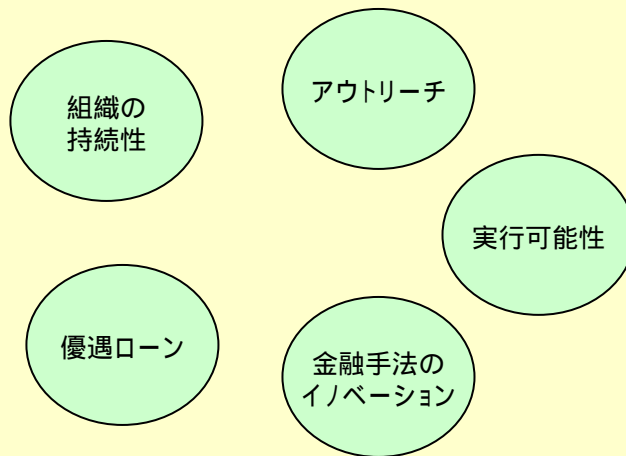 組織の
持続性
アウトリーチ
実行可能性
優遇ローン
金融手法の
イノベーション